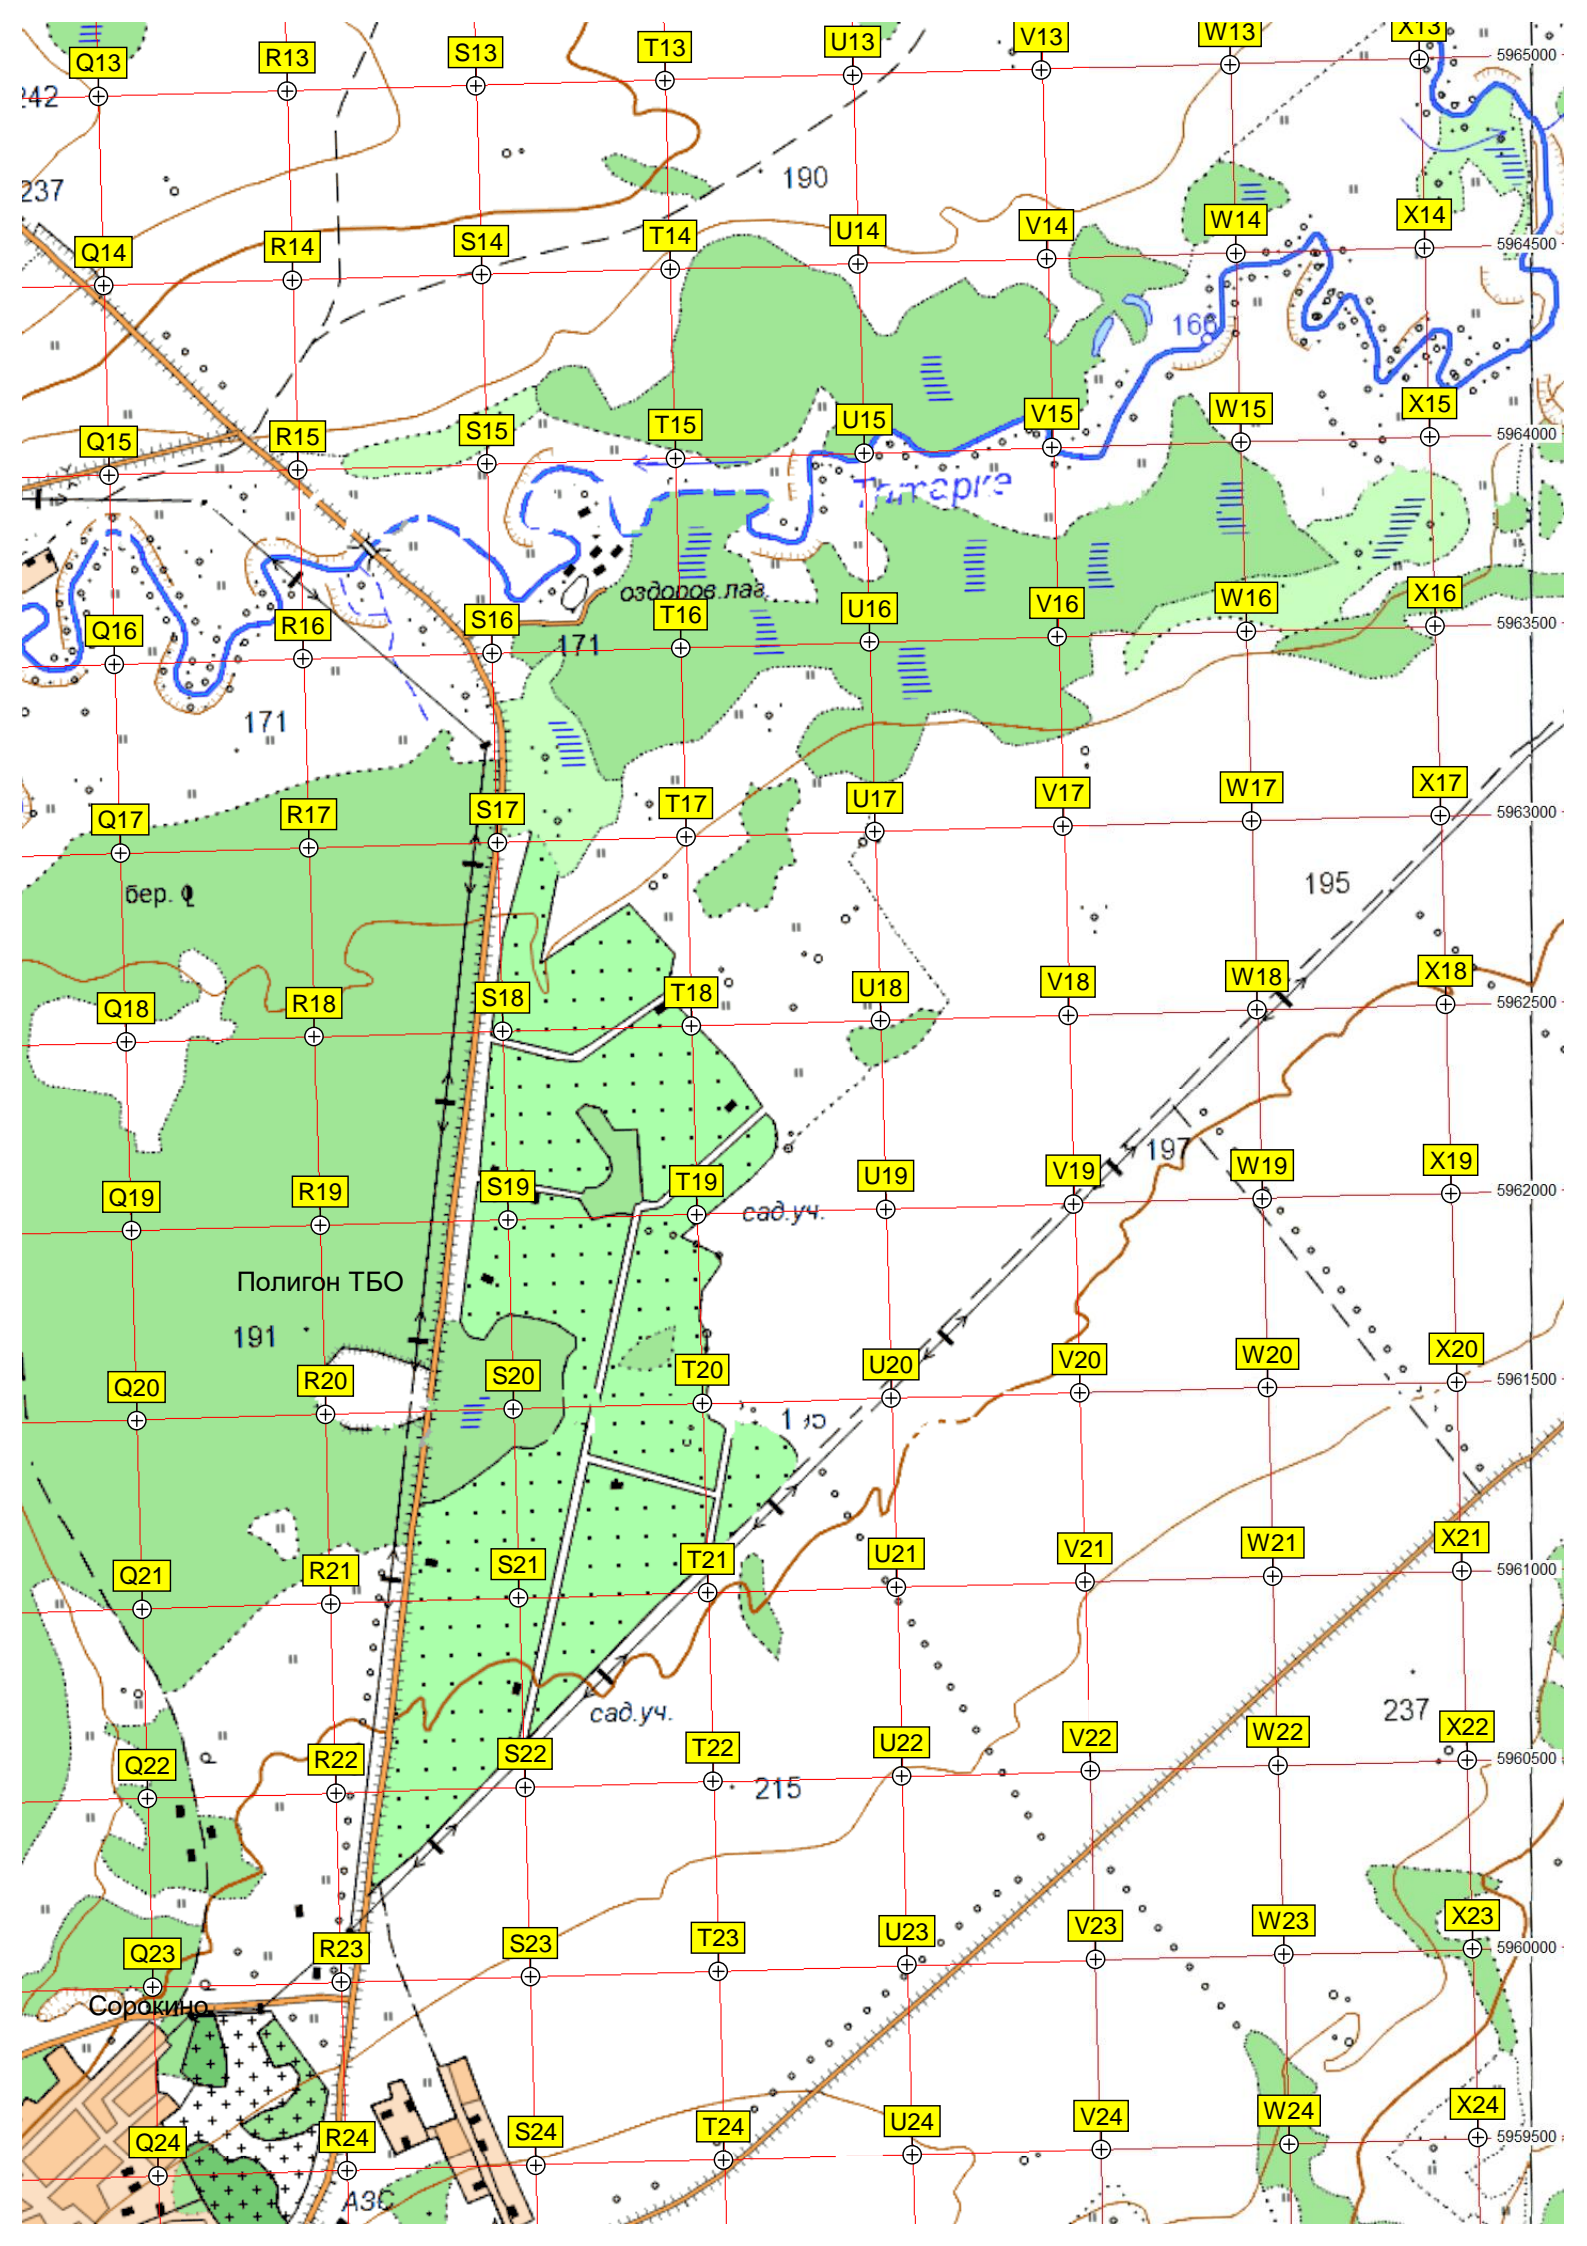 Q13 R13 S13 T13 U13 V13 W13 X13 5965000
190
237
Q14 R14 S14 T14 U14 V14 W14 X14 5964500
166
Q15 R15 S15 T15 U15 V15 W15 X15 5964000
оздоров.лаг.
Q16 R16 S16 T16 U16 V16 W16 X16 5963500
171
171
Q17 R17 S17 T17 U17 V17 W17 X17 5963000
195
бер.
Q18 R18 S18 T18 U18 V18 W18 X18 5962500
197
Q19 R19 S19 T19 U19 V19 W19 X19 5962000
сад.уч.
Полигон ТБО
191
Q20 R20 S20 T20 U20 V20 W20 X20 5961500
Q21 R21 S21 T21 U21 V21 W21 X21 5961000
сад.уч.
237
Q22 R22 S22 T22 U22 V22 W22 X22 5960500
215
Q23 R23 S23 T23 U23 V23 W23 X23 5960000
Сорокино
Q24 R24 S24 T24 U24 V24 W24 X24 5959500
АЗС